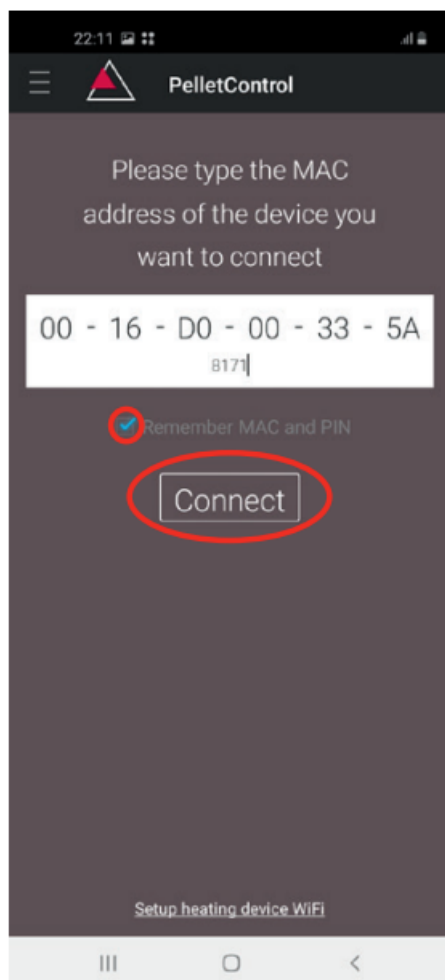 22:11
PelletControl
Please type the MAC
address of the device you
want to connect
00 - 16 - D0 - 00 - 33 - 5A
8171
Remember MAC and PIN
Connect
Setup heating device WiFi